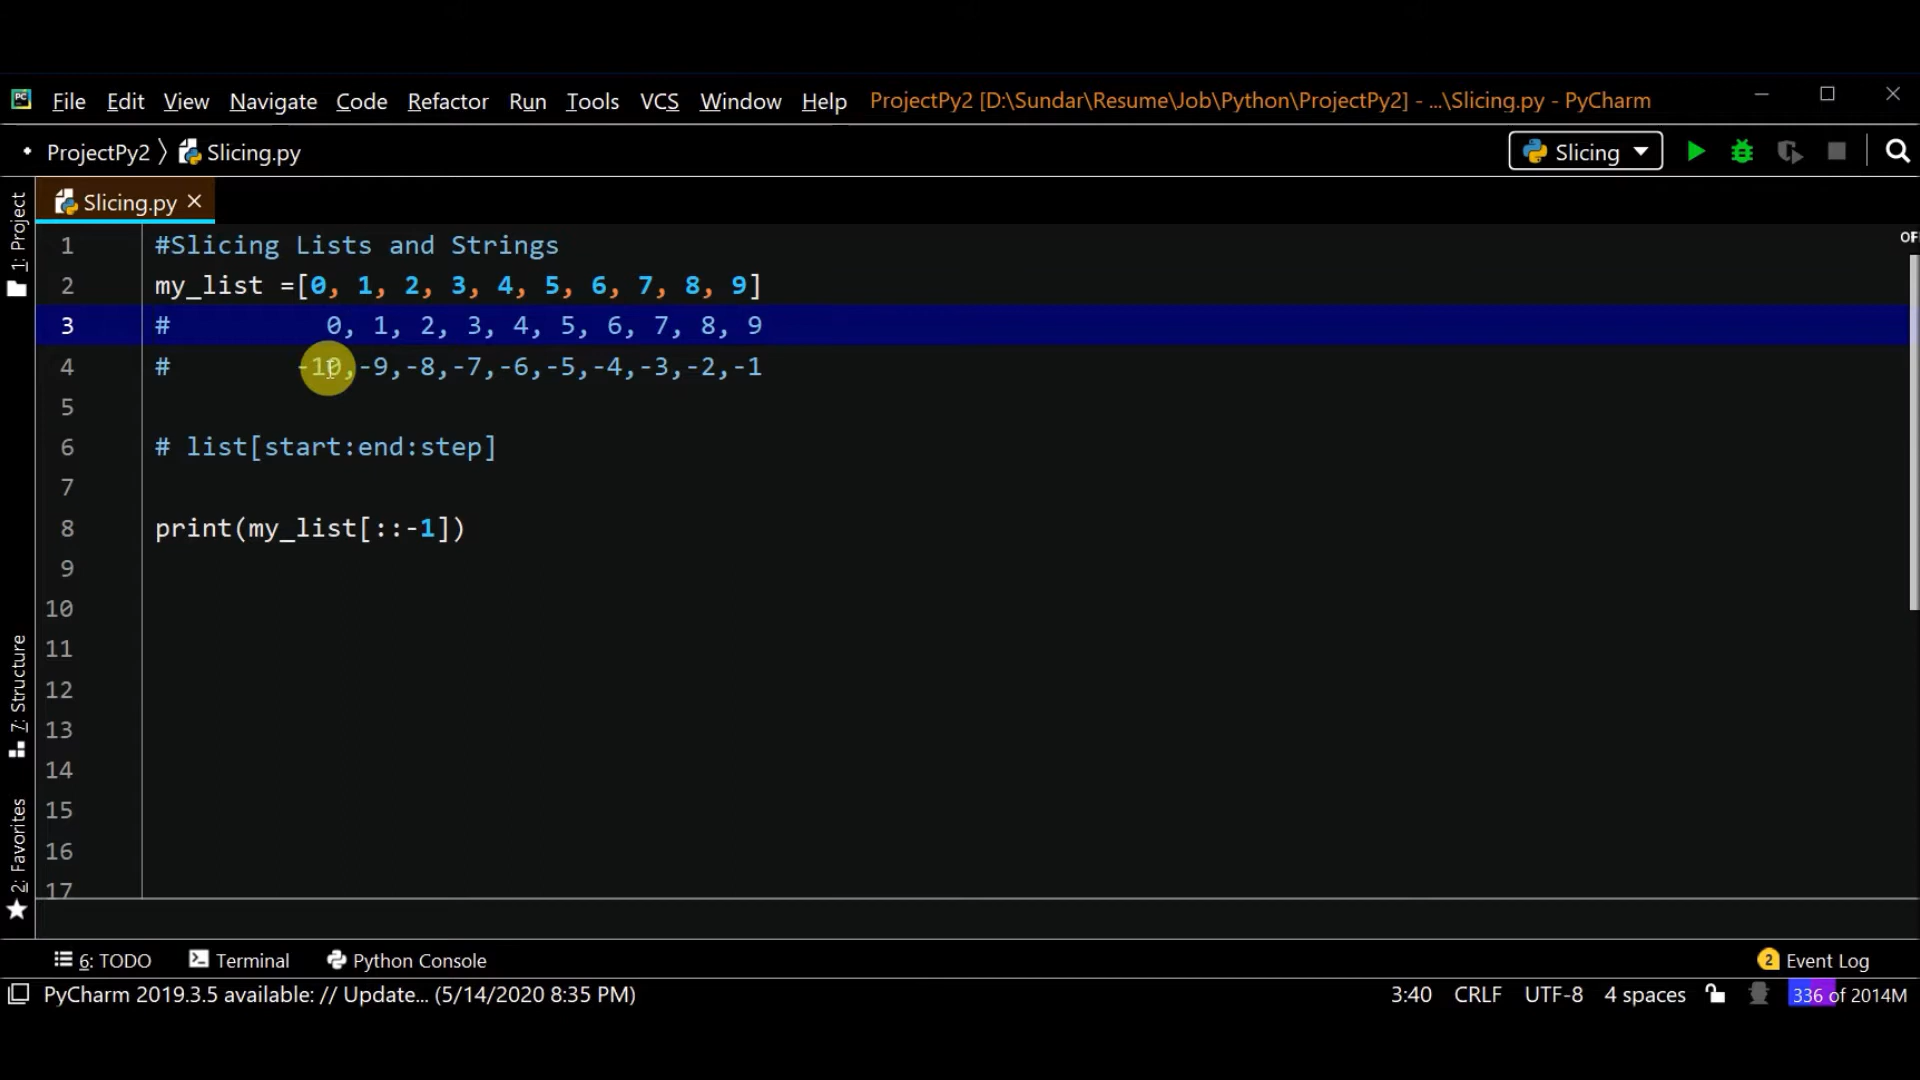 PC File Edit View Navigate Code Refactor Run Tools VCS Window Help ProjectPy2 [D:\Sundar\Resume\Job\Python\ProjectPy2] - ...\Slicing.py - PyCharm
ProjectPy2 Slicing.py Slicing
1: Project
Slicing.py
OF
1 #Slicing Lists and Strings
2 my_list =[0, 1, 2, 3, 4, 5, 6, 7, 8, 9]
3 # 0, 1, 2, 3, 4, 5, 6, 7, 8, 9
4 # -10,-9,-8,-7,-6,-5,-4,-3,-2,-1
5
6 # list[start:end:step]
7
8 print(my_list[::-1])
9
10
11
12
13
14
15
16
17
7: Structure
2: Favorites
6: TODO Terminal Python Console 2 Event Log
PyCharm 2019.3.5 available: // Update... (5/14/2020 8:35 PM) 3:40 CRLF UTF-8 4 spaces 336 of 2014M